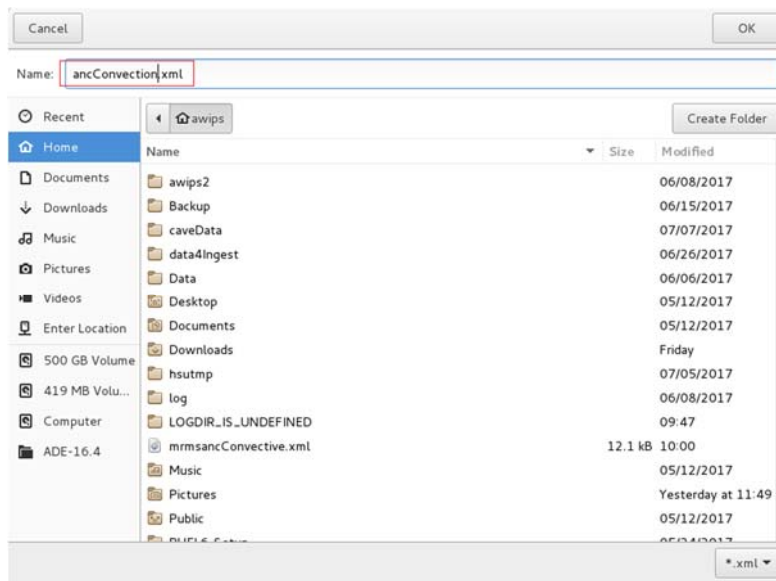 Cancel
OK
Name: ancConvection.xml
Recent
Home
Documents
Downloads
Music
Pictures
Videos
Enter Location
500 GB Volume
419 MB Volu...
Computer
ADE-16.4
awips
Create Folder
Name Size Modified
awips2 06/08/2017
Backup 06/15/2017
caveData 07/07/2017
data4Ingest 06/26/2017
Data 06/06/2017
Desktop 05/12/2017
Documents 05/12/2017
Downloads Friday
hsutmp 07/05/2017
log 06/08/2017
LOGDIR_IS_UNDEFINED 09:47
mrmsancConvective.xml 12.1 kB 10:00
Music 05/12/2017
Pictures Yesterday at 11:49
Public 05/12/2017
*.xml